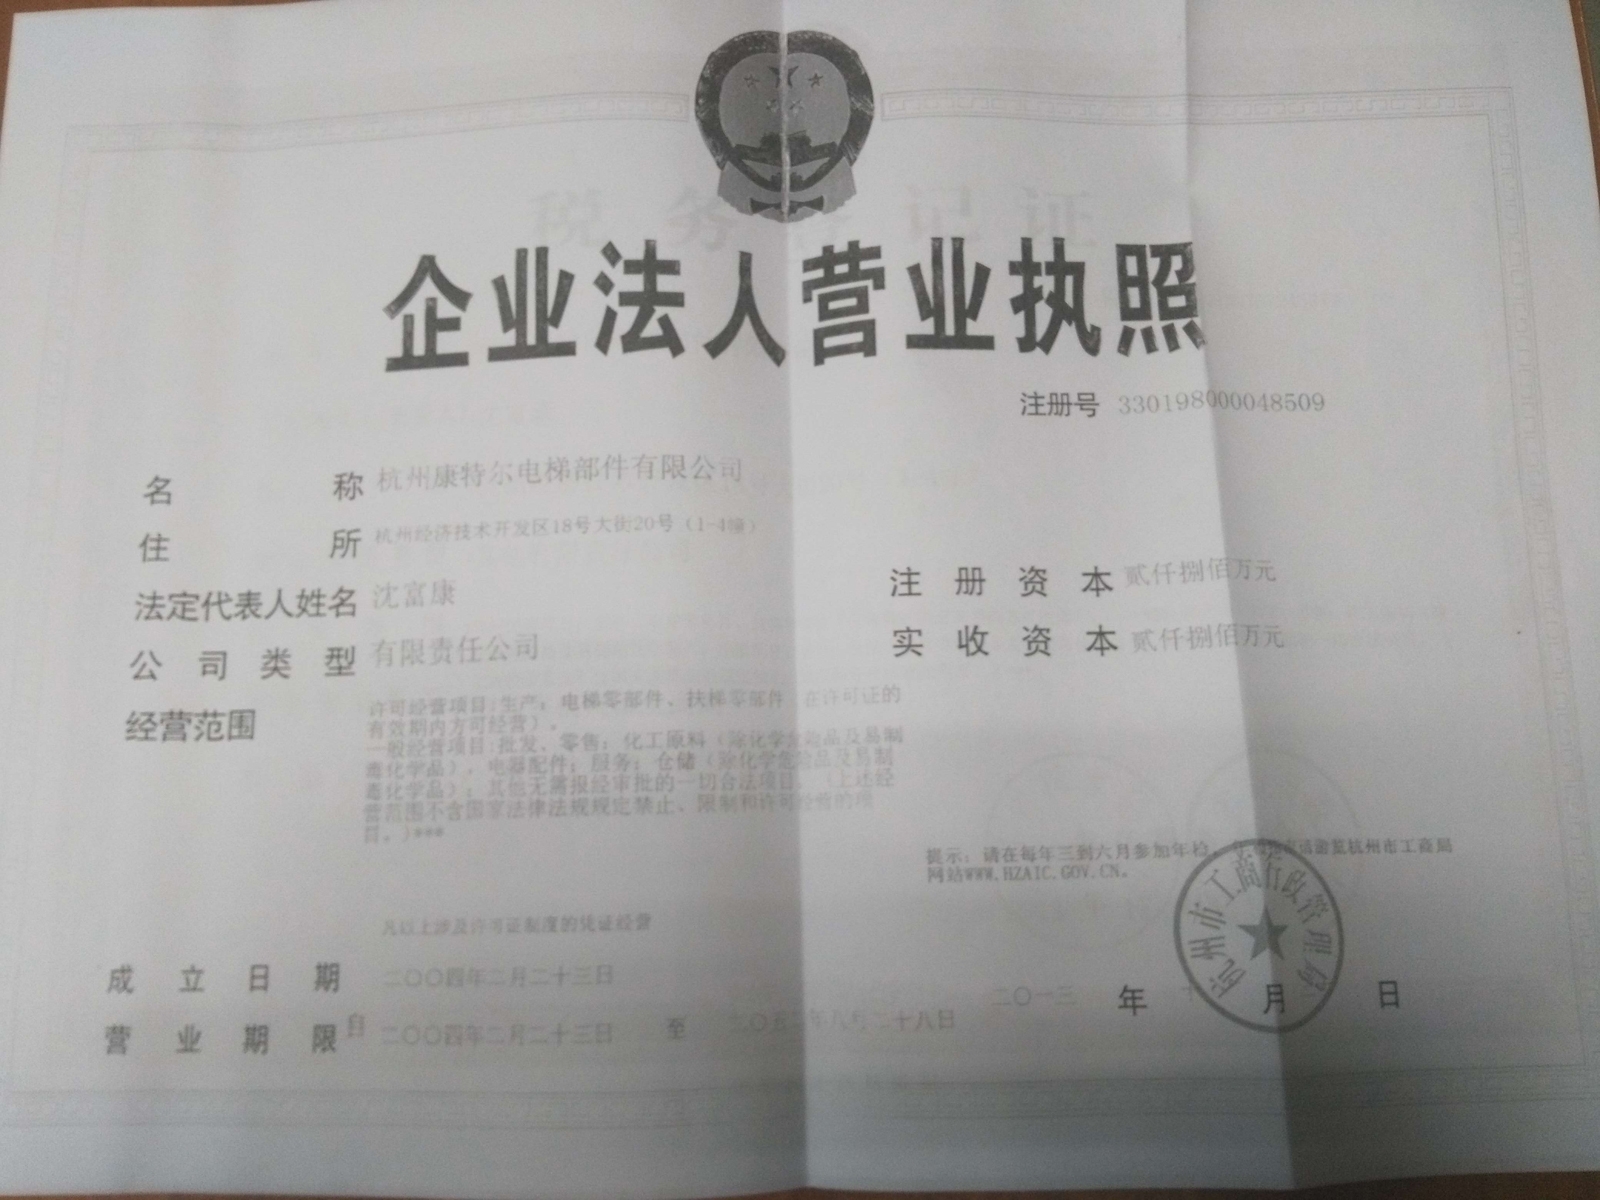 税务登记证
企业法人营业执照
注册号 330198000048509
名称 杭州康特尔电梯部件有限公司
住所 杭州经济技术开发区18号大街20号（1-4幢）
法定代表人姓名 沈富康
注册资本 贰仟捌佰万元
公司类型 有限责任公司
实收资本 贰仟捌佰万元
经营范围
许可经营项目:生产：电梯零部件、扶梯零部件（在许可证的
有效期内方可经营）。
一般经营项目:批发、零售：化工原料（除化学危险品及易制
毒化学品），电器配件；服务：仓储（除化学危险品及易制
毒化学品）；其他无需报经审批的一切合法项目。（上述经
营范围不含国家法律法规规定禁止、限制和许可经营的项
目。）***
提示：请在每年三到六月参加年检，杭州市工商局
网站WWW.HZAIC.GOV.CN。
凡以上涉及许可证制度的凭证经营
杭州市工商行政管理局
成立日期 二〇〇四年二月二十三日
二〇一三年 月 日
营业期限 自 二〇〇四年二月二十三日 至 年八月二十八日